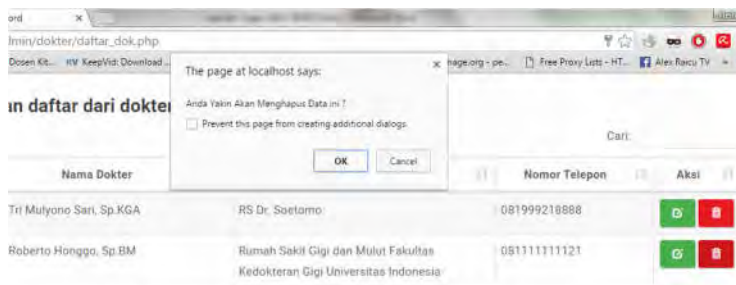 ord
lmin/dokter/daftar_dok.php
Dosen Kit... KV KeepVid: Download ... nage.org - pe... Free Proxy Lists - HT... Alex Raicu TV
The page at localhost says:
Anda Yakin Akan Menghapus Data ini ?
Prevent this page from creating additional dialogs.
OK Cancel
an daftar dari dokter
Cari:
Nama Dokter Nomor Telepon Aksi
Tri Mulyono Sari, Sp.KGA RS Dr. Soetomo 081999218888
Roberto Honggo, Sp.BM Rumah Sakit Gigi dan Mulut Fakultas 081111111121
Kedokteran Gigi Universitas Indonesia